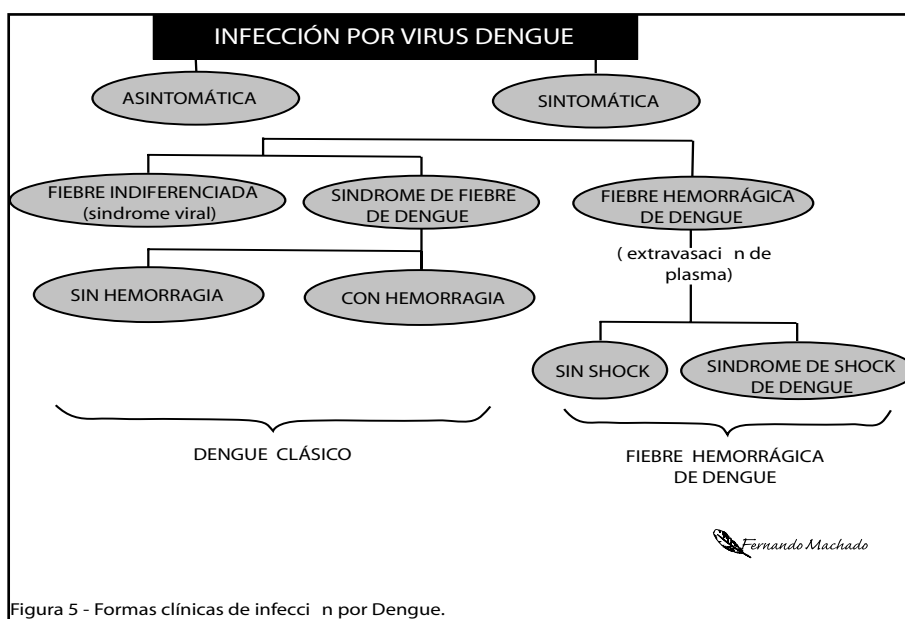 INFECCIÓN POR VIRUS DENGUE
ASINTOMÁTICA
SINTOMÁTICA
FIEBRE INDIFERENCIADA
(sindrome viral)
SINDROME DE FIEBRE
DE DENGUE
FIEBRE HEMORRÁGICA
DE DENGUE
( extravasaci n de
plasma)
SIN HEMORRAGIA
CON HEMORRAGIA
SIN SHOCK
SINDROME DE SHOCK
DE DENGUE
DENGUE CLÁSICO
FIEBRE HEMORRÁGICA
DE DENGUE
Fernando Machado
Figura 5 - Formas clínicas de infecci n por Dengue.